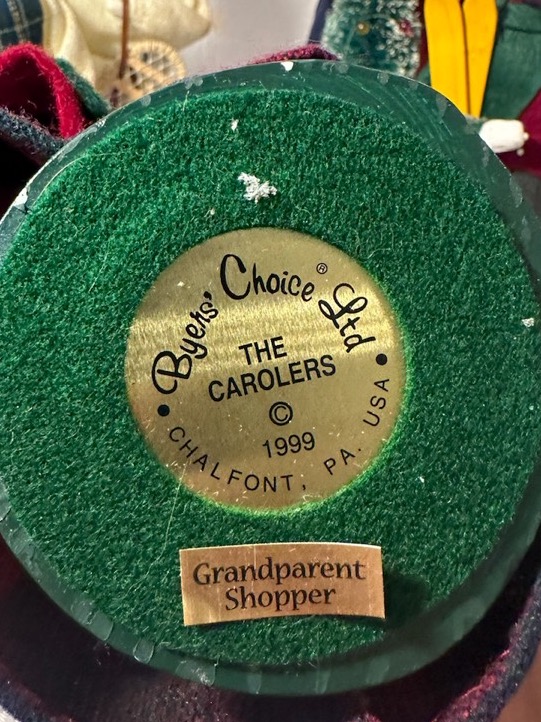 Byers' Choice® Ltd
THE
CAROLERS
©
1999
• CHALFONT, PA. USA •
Grandparent
Shopper